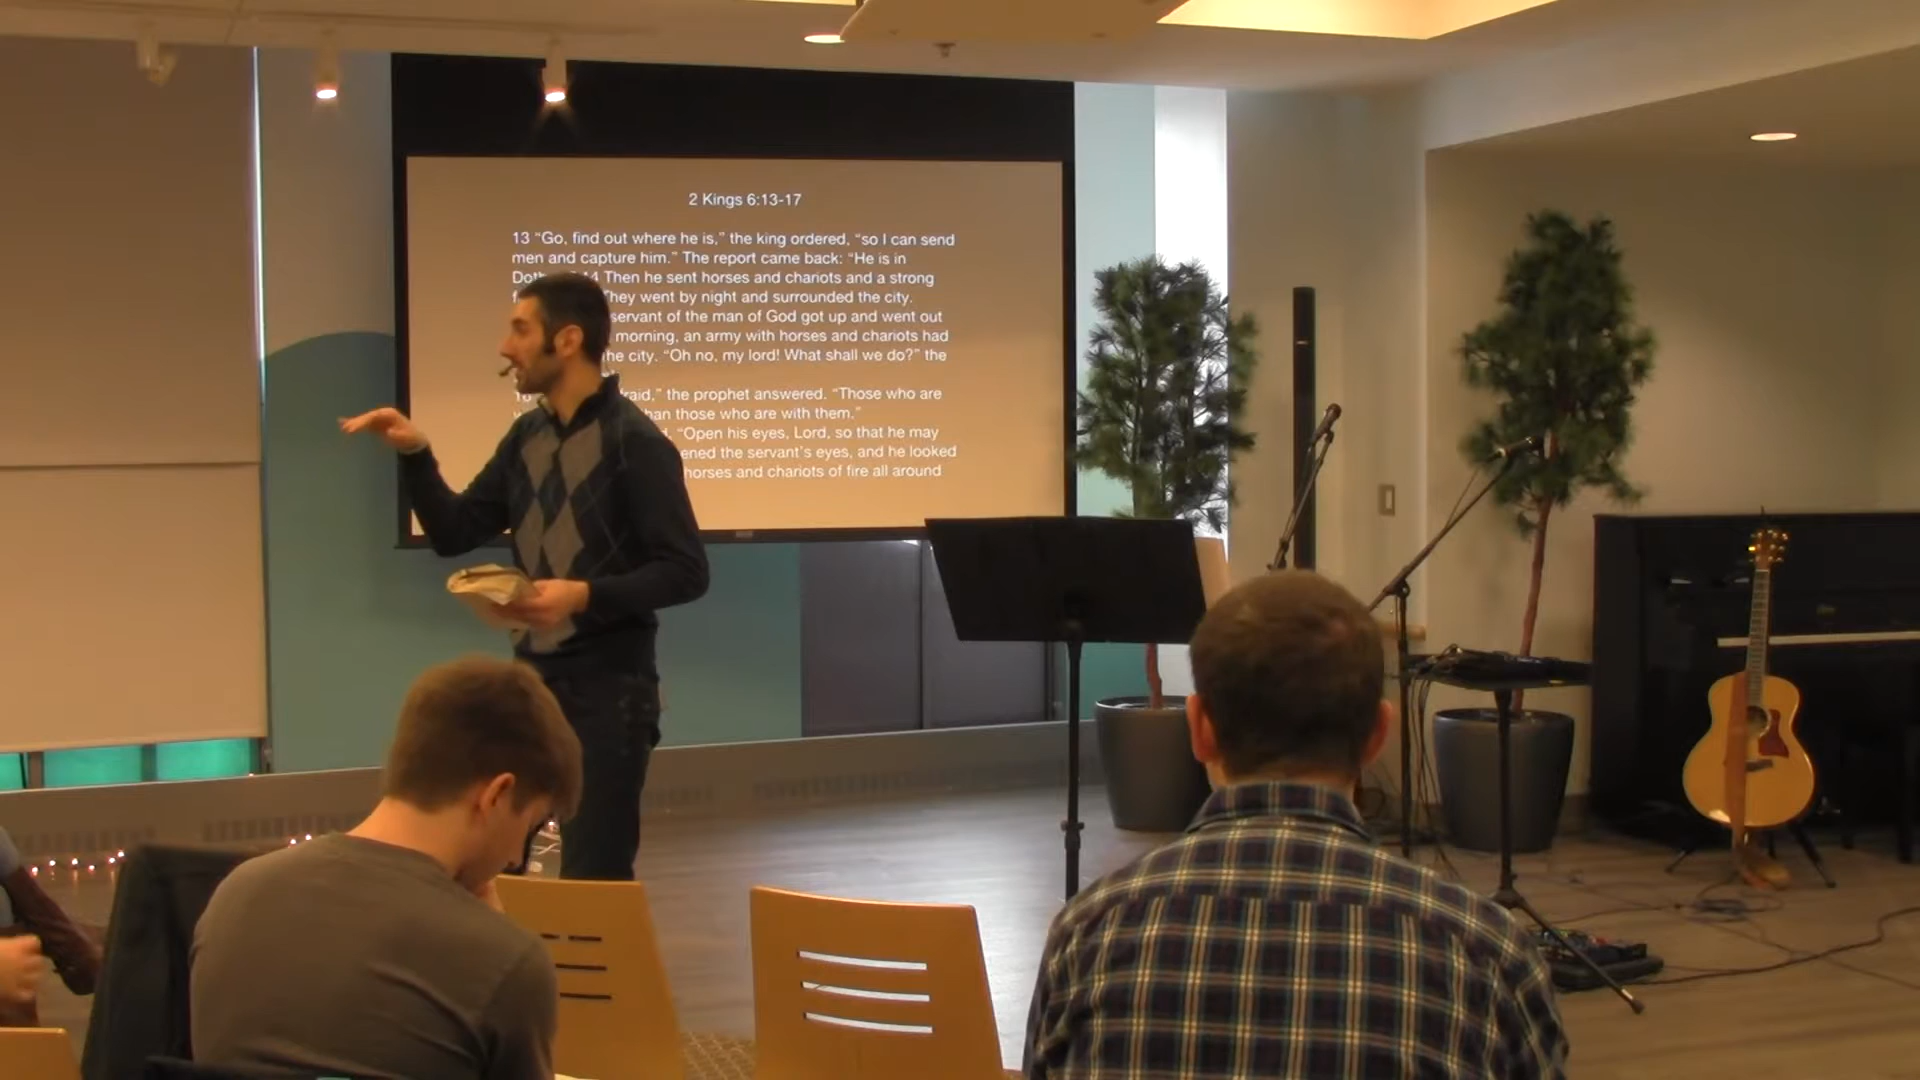 2 Kings 6:13-17
13 “Go, find out where he is,” the king ordered, “so I can send
men and capture him.” The report came back: “He is in
14 Then he sent horses and chariots and a strong
They went by night and surrounded the city.
servant of the man of God got up and went out
morning, an army with horses and chariots had
the city. “Oh no, my lord! What shall we do?” the
the prophet answered. “Those who are
than those who are with them.”
“Open his eyes, Lord, so that he may
the servant’s eyes, and he looked
horses and chariots of fire all around